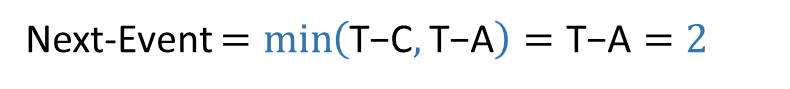 Next-Event = min(T−C, T−A) = T−A = 2